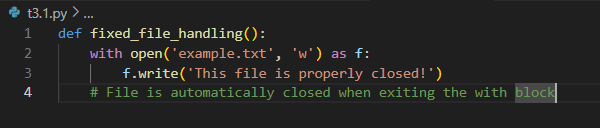 t3.1.py > ...
1 def fixed_file_handling():
2     with open('example.txt', 'w') as f:
3         f.write('This file is properly closed!')
4     # File is automatically closed when exiting the with block